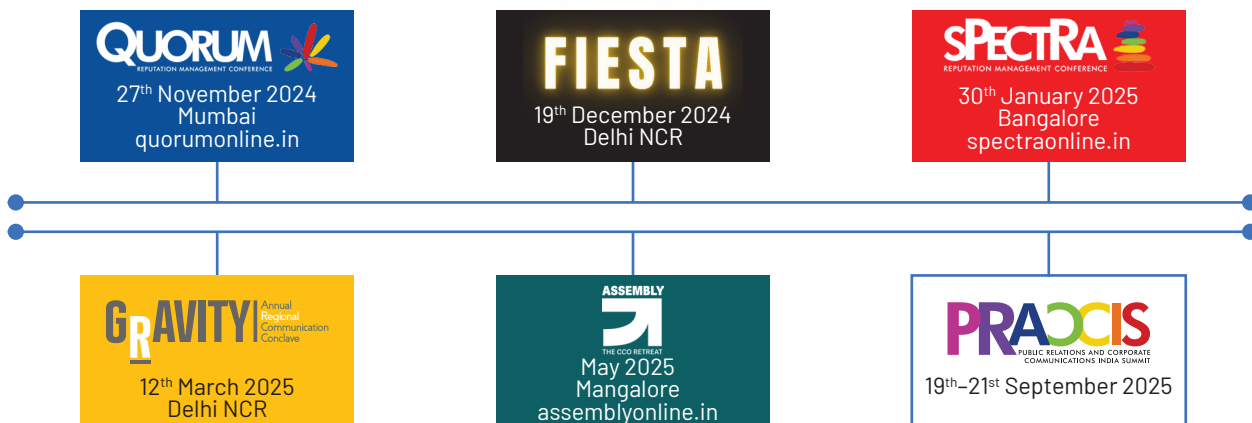 QUORUM
REPUTATION MANAGEMENT CONFERENCE
27th November 2024
Mumbai
quorumonline.in
FIESTA
19th December 2024
Delhi NCR
SPECTRA
REPUTATION MANAGEMENT CONFERENCE
30th January 2025
Bangalore
spectraonline.in
GRAVITY
Annual
Regional
Communication
Conclave
12th March 2025
Delhi NCR
ASSEMBLY
THE CCO RETREAT
May 2025
Mangalore
assemblyonline.in
PRAXIS
PUBLIC RELATIONS AND CORPORATE
COMMUNICATIONS INDIA SUMMIT
19th–21st September 2025